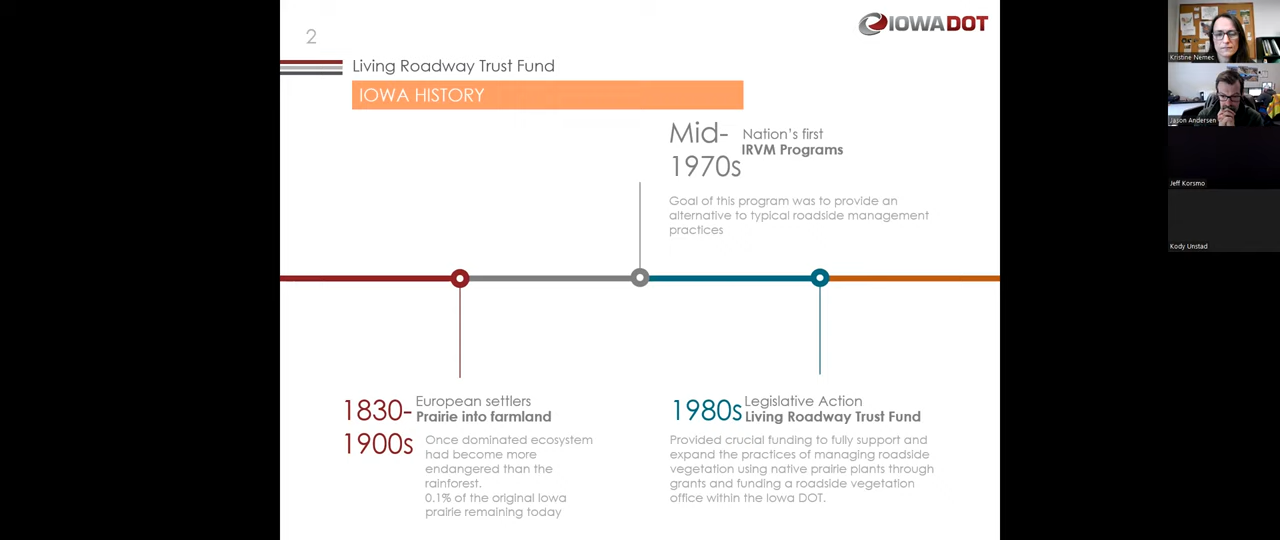 2
IOWADOT
Living Roadway Trust Fund
IOWA HISTORY
Mid-
1970s
Nation's first
IRVM Programs
Goal of this program was to provide an
alternative to typical roadside management
practices
1830-
1900s
European settlers
Prairie into farmland
Once dominated ecosystem
had become more
endangered than the
rainforest.
0.1% of the original Iowa
prairie remaining today
1980s
Legislative Action
Living Roadway Trust Fund
Provided crucial funding to fully support and
expand the practices of managing roadside
vegetation using native prairie plants through
grants and funding a roadside vegetation
office within the Iowa DOT.
Kristine Nemec
Jason Andersen
Jeff Korsmo
Kody Unstad